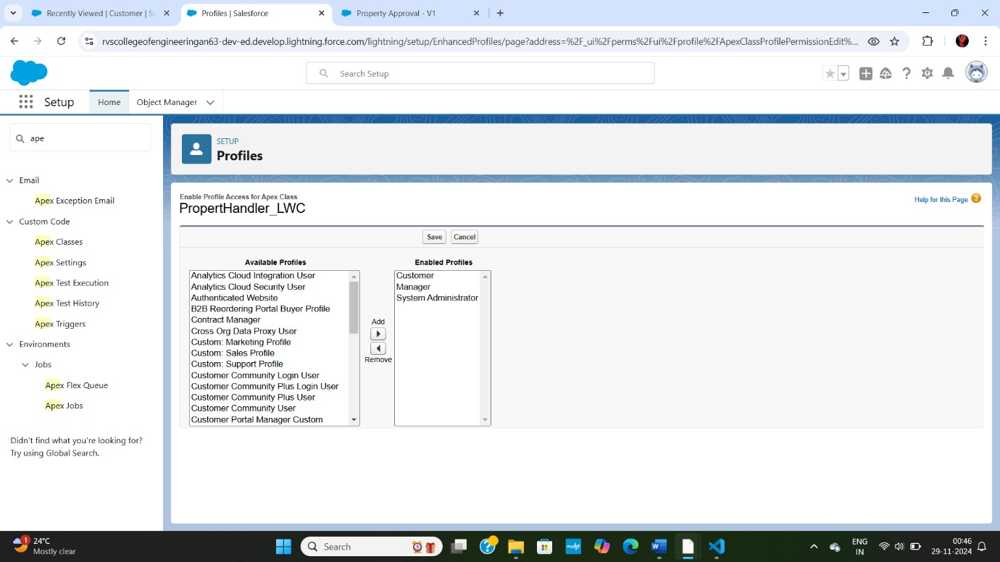 Recently Viewed | Customer | Sa
Profiles | Salesforce
Property Approval - V1
rvscollegeofengineeringan63-dev-ed.develop.lightning.force.com/lightning/setup/EnhancedProfiles/page?address=%2F_ui%2Fperms%2Fui%2Fprofile%2FApexClassProfilePermissionEdit%...
Search Setup
Setup
Home
Object Manager
ape
Email
Apex Exception Email
Custom Code
Apex Classes
Apex Settings
Apex Test Execution
Apex Test History
Apex Triggers
Environments
Jobs
Apex Flex Queue
Apex Jobs
Didn't find what you're looking for?
Try using Global Search.
SETUP
Profiles
Enable Profile Access for Apex Class
PropertHandler_LWC
Help for this Page
Save
Cancel
Available Profiles
Analytics Cloud Integration User
Analytics Cloud Security User
Authenticated Website
B2B Reordering Portal Buyer Profile
Contract Manager
Cross Org Data Proxy User
Custom: Marketing Profile
Custom: Sales Profile
Custom: Support Profile
Customer Community Login User
Customer Community Plus Login User
Customer Community Plus User
Customer Community User
Customer Portal Manager Custom
Add
Remove
Enabled Profiles
Customer
Manager
System Administrator
1
24°C
Mostly clear
Search
myhp
ENG
IN
00:46
29-11-2024